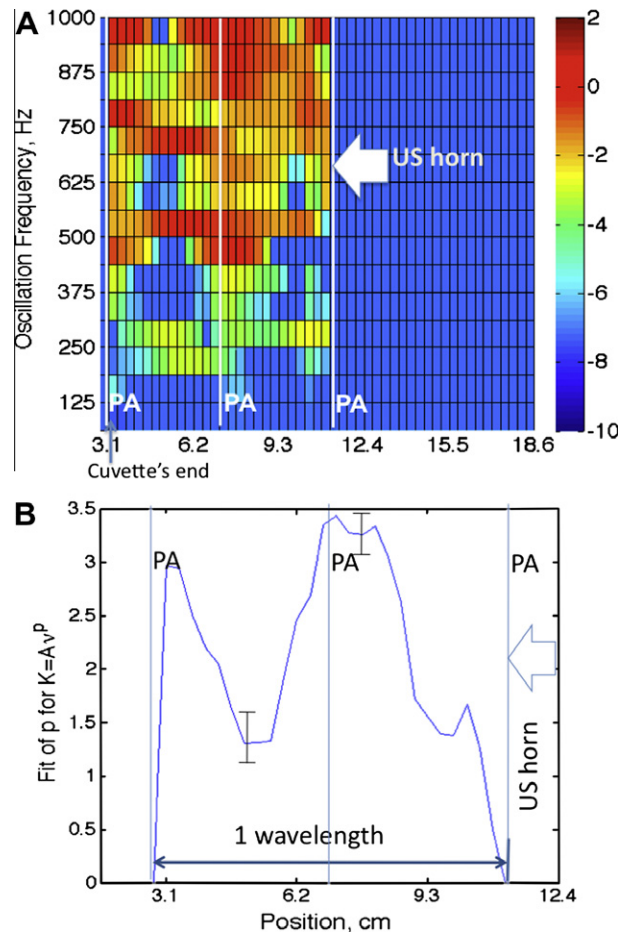 A
1000
875
750
625
500
375
250
125
Oscillation Frequency, Hz
US horn
PA
PA
PA
3.1
6.2
9.3
12.4
15.5
18.6
Cuvette's end
2
0
-2
-4
-6
-8
-10
B
3.5
3
2.5
2
1.5
1
0.5
0
Fit of p for K=Aν^p
PA
PA
PA
US horn
1 wavelength
3.1
6.2
9.3
12.4
Position, cm